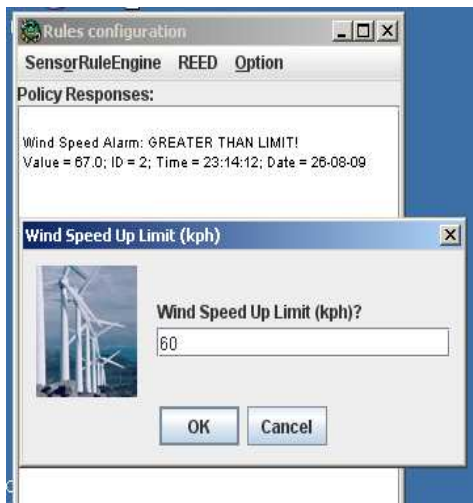 Rules configuration
SensorRuleEngine REED Option
Policy Responses:
Wind Speed Alarm: GREATER THAN LIMIT!
Value = 67.0; ID = 2; Time = 23:14:12; Date = 26-08-09
Wind Speed Up Limit (kph)
Wind Speed Up Limit (kph)?
60
OK Cancel